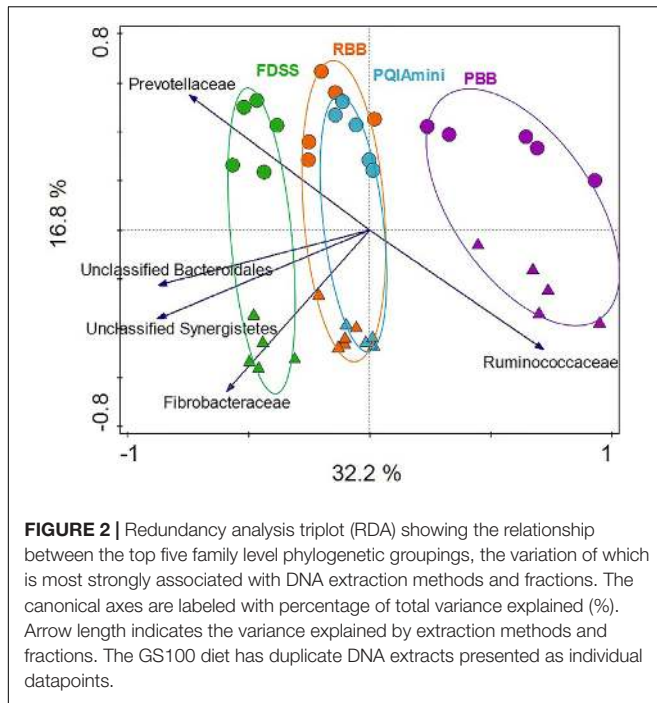 0.8
RBB
FDSS
PQIAmini
PBB
Prevotellaceae
16.8 %
Unclassified Bacteroidales
Unclassified Synergistetes
Ruminococcaceae
Fibrobacteraceae
-0.8
-1
1
32.2 %
FIGURE 2 | Redundancy analysis triplot (RDA) showing the relationship
between the top five family level phylogenetic groupings, the variation of which
is most strongly associated with DNA extraction methods and fractions. The
canonical axes are labeled with percentage of total variance explained (%).
Arrow length indicates the variance explained by extraction methods and
fractions. The GS100 diet has duplicate DNA extracts presented as individual
datapoints.